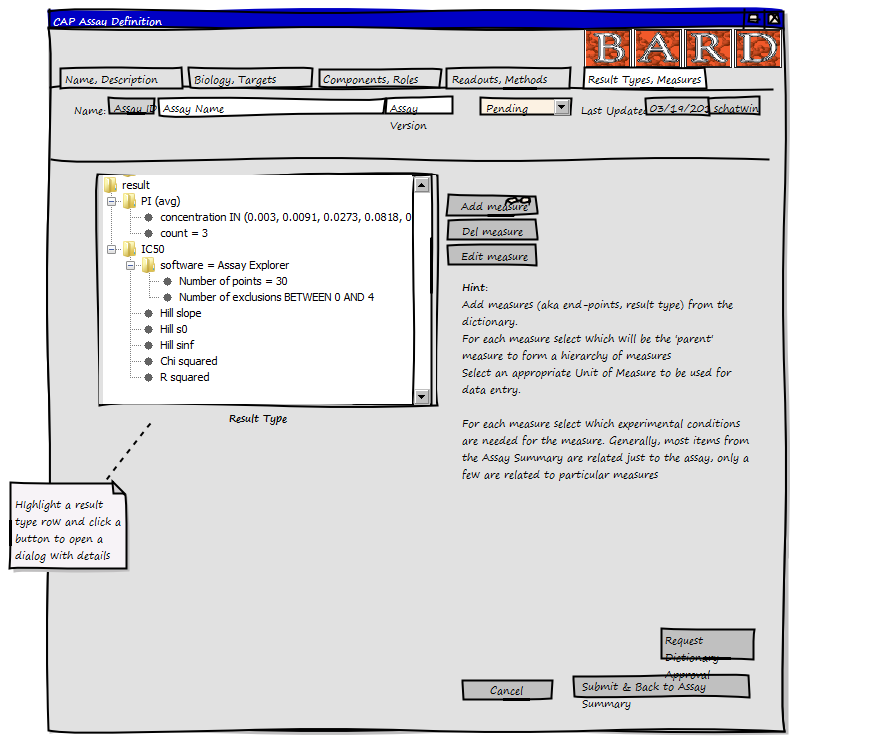 CAP Assay Definition
BARD
Name, Description
Biology, Targets
Components, Roles
Readouts, Methods
Result Types, Measures
Name:
Assay ID
Assay Name
Assay
Version
Pending
Last Update
03/19/201
schatwin
result
PI (avg)
concentration IN (0.003, 0.0091, 0.0273, 0.0818, 0
count = 3
IC50
software = Assay Explorer
Number of points = 30
Number of exclusions BETWEEN 0 AND 4
Hill slope
Hill s0
Hill sinf
Chi squared
R squared
Result Type
Add measure
Del measure
Edit measure
Hint:
Add measures (aka end-points, result type) from the
dictionary.
For each measure select which will be the 'parent'
measure to form a hierarchy of measures
Select an appropriate Unit of Measure to be used for
data entry.
For each measure select which experimental conditions
are needed for the measure. Generally, most items from
the Assay Summary are related just to the assay, only a
few are related to particular measures
HIghlight a result
type row and click a
button to open a
dialog with details
Request
Dictionary
Approval
Cancel
Submit & Back to Assay
Summary